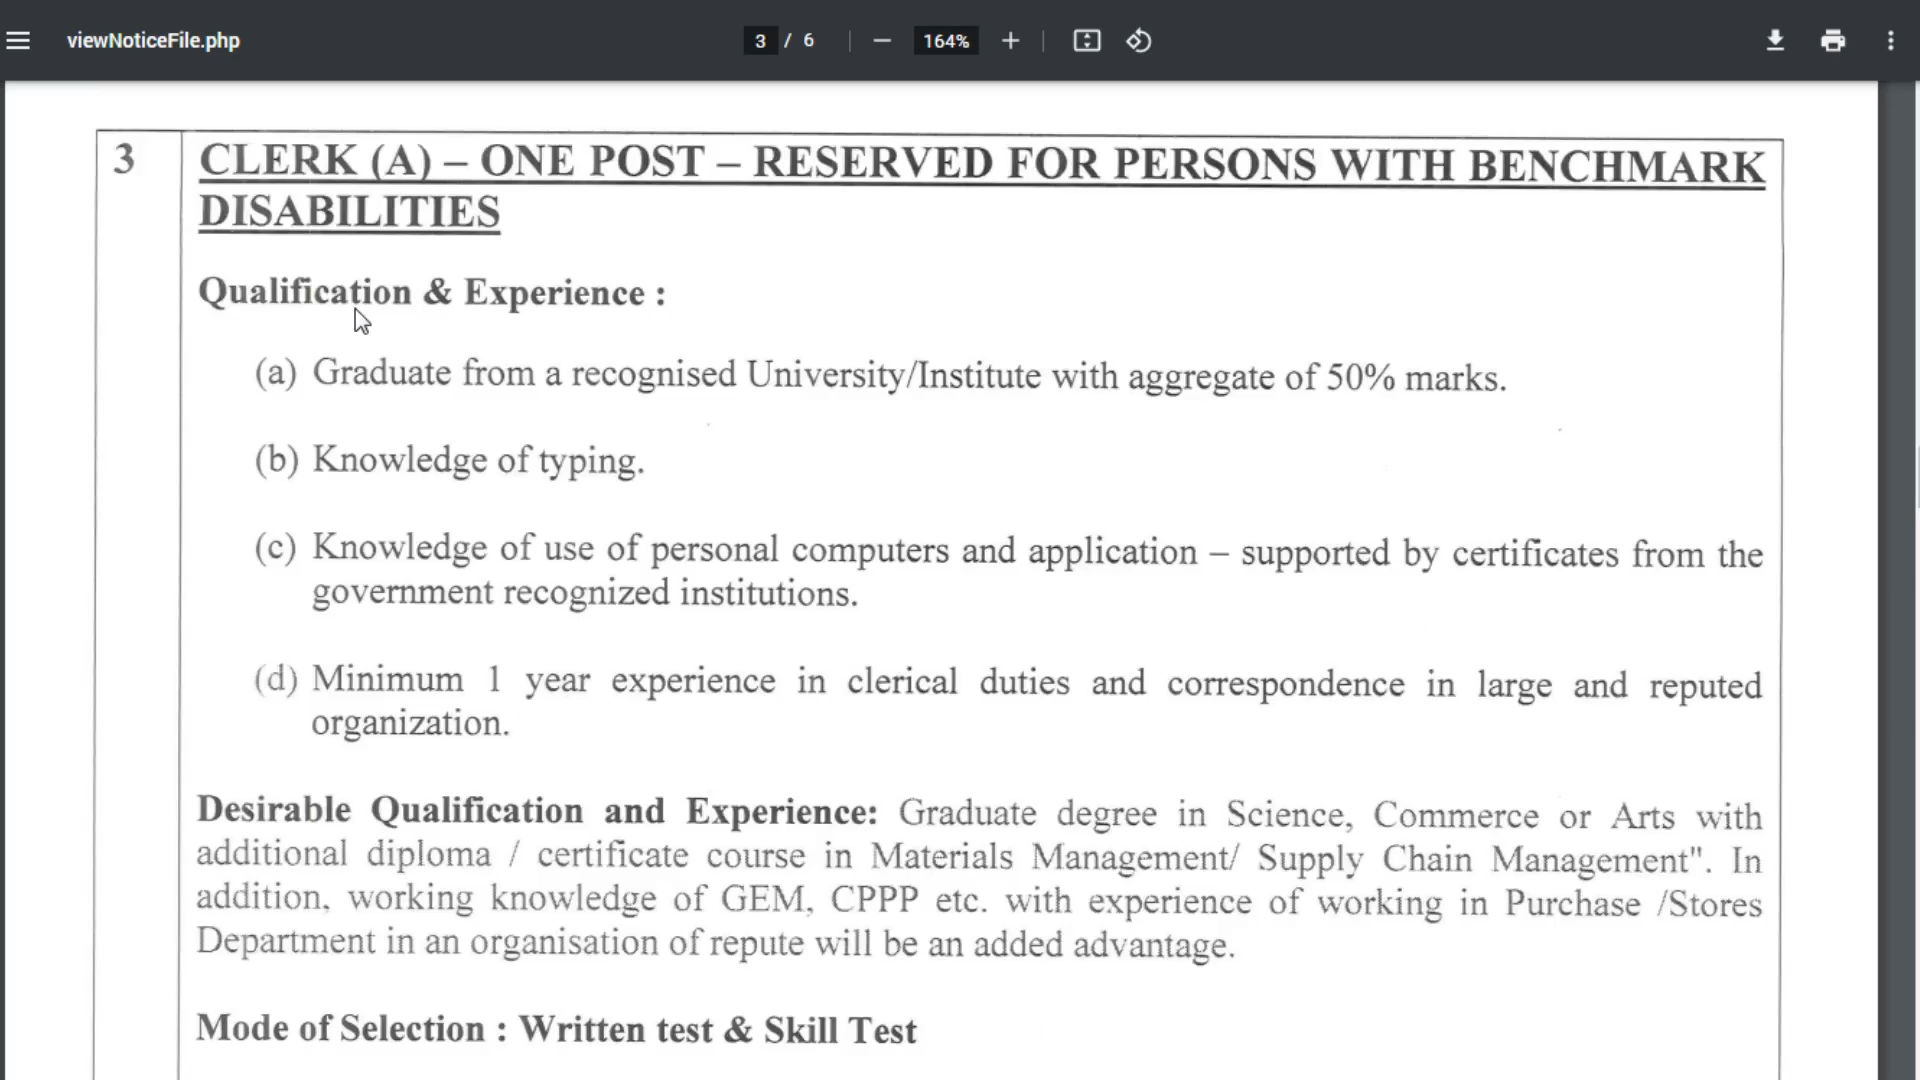 viewNoticeFile.php
3 / 6
164%
3
CLERK (A) – ONE POST – RESERVED FOR PERSONS WITH BENCHMARK
DISABILITIES
Qualification & Experience :
(a) Graduate from a recognised University/Institute with aggregate of 50% marks.
(b) Knowledge of typing.
(c) Knowledge of use of personal computers and application – supported by certificates from the
government recognized institutions.
(d) Minimum 1 year experience in clerical duties and correspondence in large and reputed
organization.
Desirable Qualification and Experience: Graduate degree in Science, Commerce or Arts with
additional diploma / certificate course in Materials Management/ Supply Chain Management". In
addition, working knowledge of GEM, CPPP etc. with experience of working in Purchase /Stores
Department in an organisation of repute will be an added advantage.
Mode of Selection : Written test & Skill Test